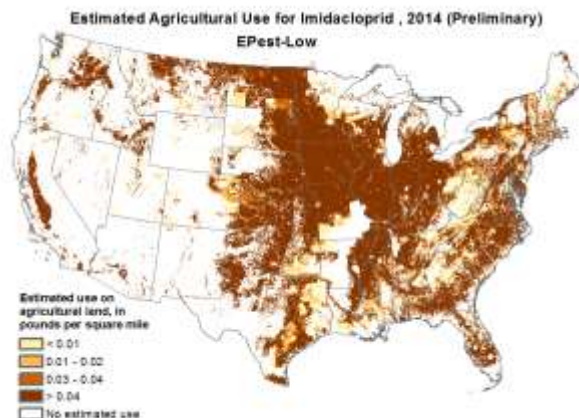 Estimated Agricultural Use for Imidacloprid , 2014 (Preliminary)
EPest-Low
Estimated use on
agricultural land, in
pounds per square mile
< 0.01
0.01 - 0.02
0.03 - 0.04
> 0.04
No estimated use